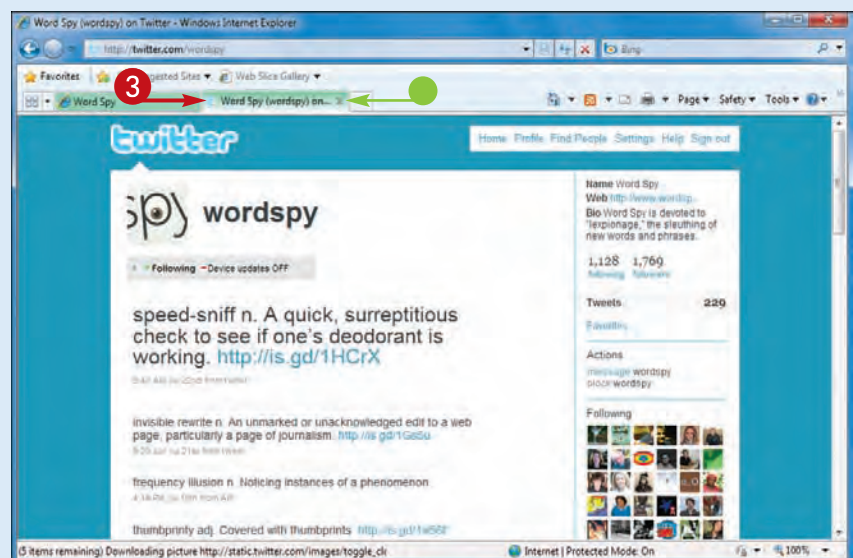 Word Spy (wordspy) on Twitter - Windows Internet Explorer
http://twitter.com/wordspy
Bing
Favorites
Sites
Web Slice Gallery
3
Word Spy
Word Spy (wordspy) on...
Page
Safety
Tools
twitter
Home Profile Find People Settings Help Sign out
spy
wordspy
Name Word Spy
Web http://www.wordsp...
Bio Word Spy is devoted to
"lexpionage," the sleuthing of
new words and phrases.
1,128 1,769
following followers
Following
Device updates OFF
Tweets 229
Favorites
speed-sniff n. A quick, surreptitious
check to see if one's deodorant is
working. http://is.gd/1HCrX
Actions
message wordspy
block wordspy
Following
invisible rewrite n. An unmarked or unacknowledged edit to a web
page, particularly a page of journalism.
frequency illusion n. Noticing instances of a phenomenon
thumbprinty adj. Covered with thumbprints
(5 items remaining) Downloading picture http://static.twitter.com/images/toggle_cl
Internet | Protected Mode: On
100%